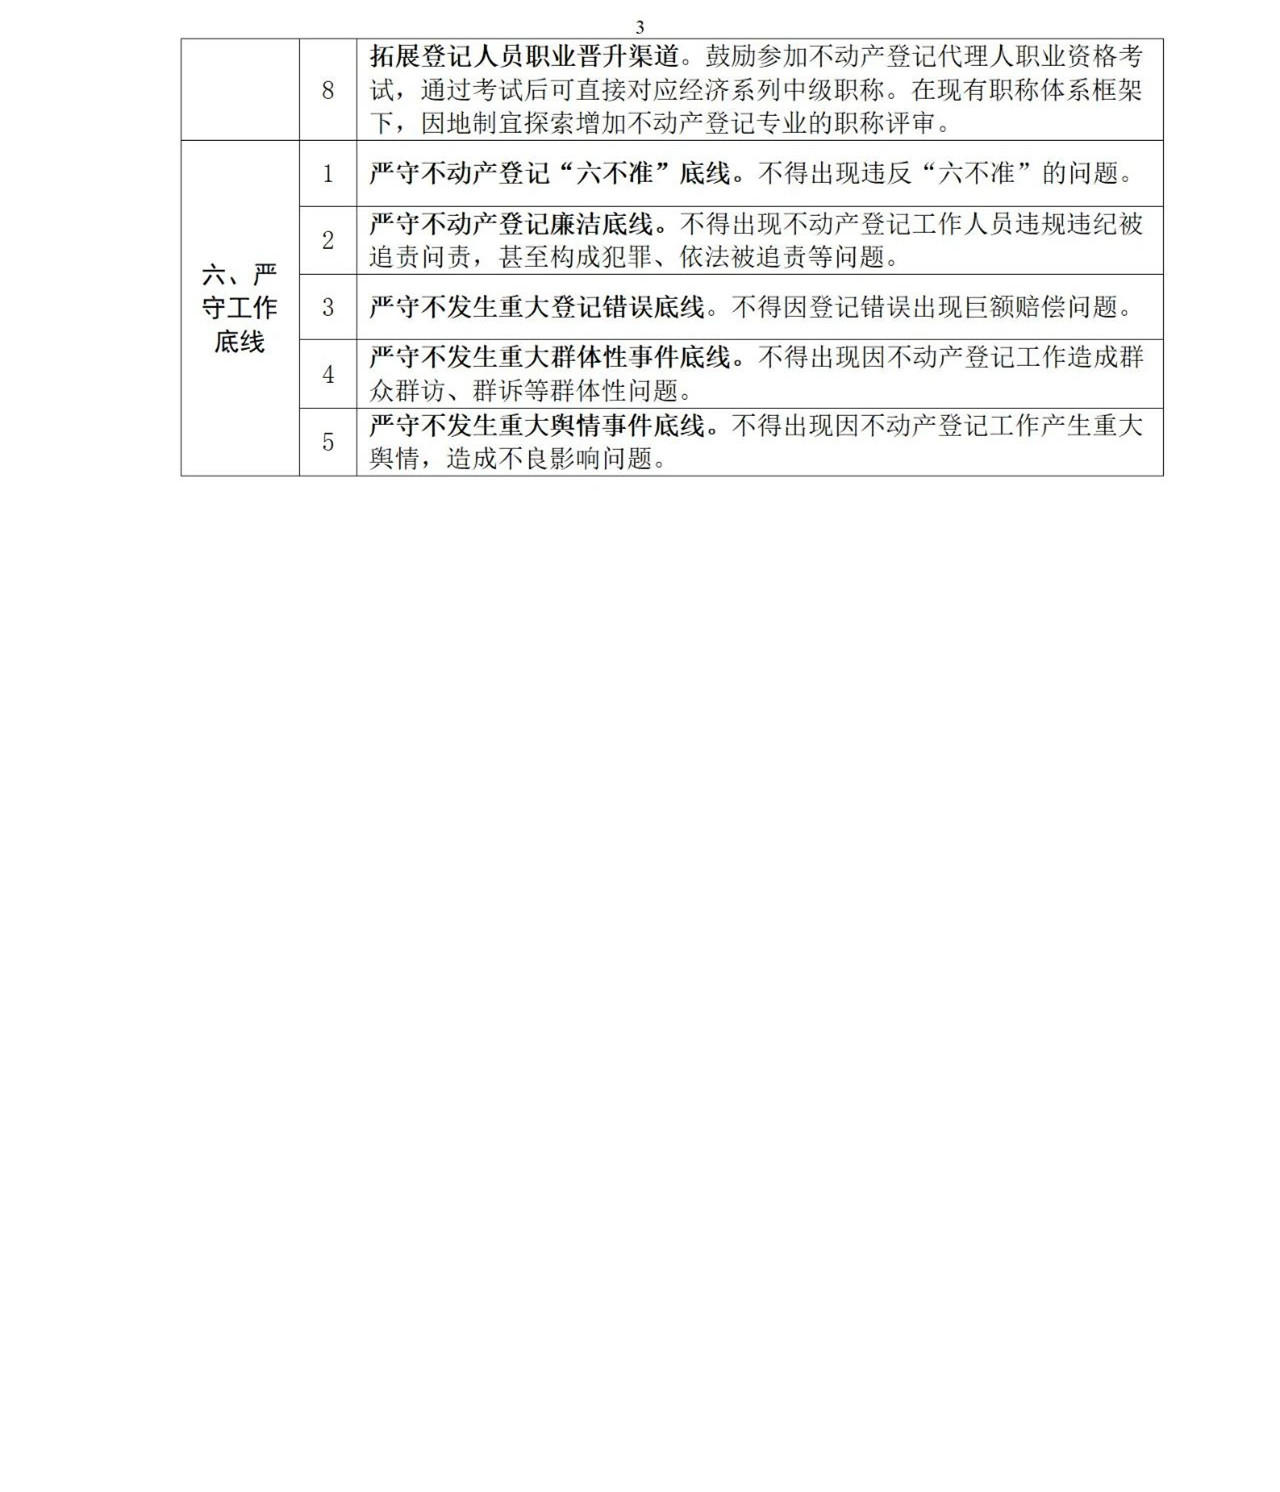 3
8
拓展登记人员职业晋升渠道。鼓励参加不动产登记代理人职业资格考
试，通过考试后可直接对应经济系列中级职称。在现有职称体系框架
下，因地制宜探索增加不动产登记专业的职称评审。
六、严
守工作
底线
1
严守不动产登记“六不准”底线。不得出现违反“六不准”的问题。
2
严守不动产登记廉洁底线。不得出现不动产登记工作人员违规违纪被
追责问责，甚至构成犯罪、依法被追责等问题。
3
严守不发生重大登记错误底线。不得因登记错误出现巨额赔偿问题。
4
严守不发生重大群体性事件底线。不得出现因不动产登记工作造成群
众群访、群诉等群体性问题。
5
严守不发生重大舆情事件底线。不得出现因不动产登记工作产生重大
舆情，造成不良影响问题。